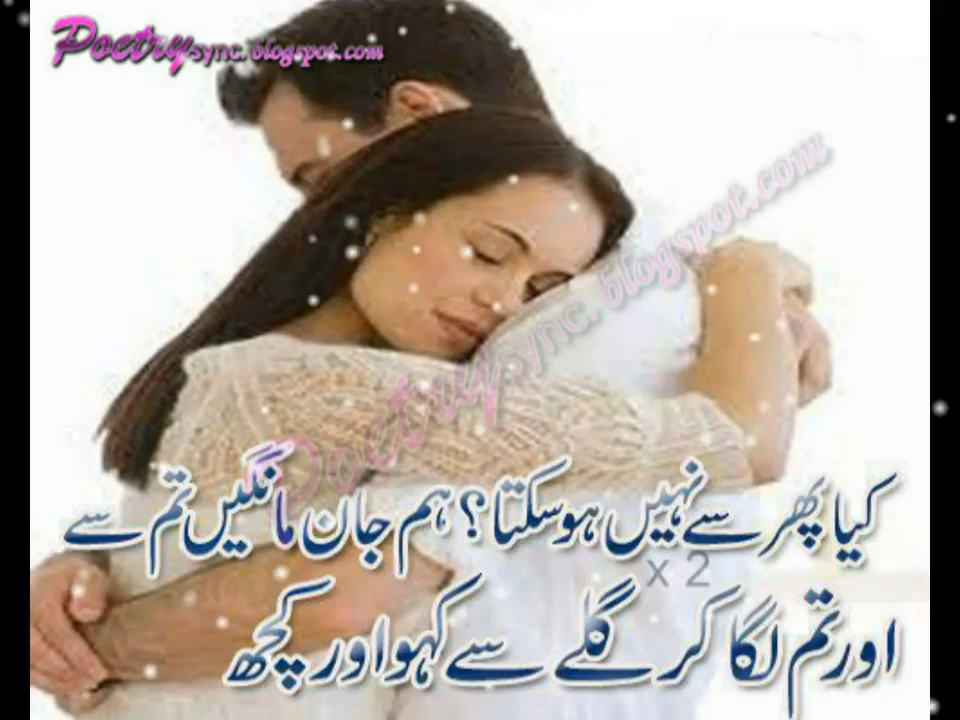 Poetrysync.blogspot.com
Poetrysync.blogspot.com
کیا پھر سے نہیں ہو سکتا؟ ہم جان مانگیں تم سے
x 2
اور تم لگا کر گلے سے کہو اور کچھ